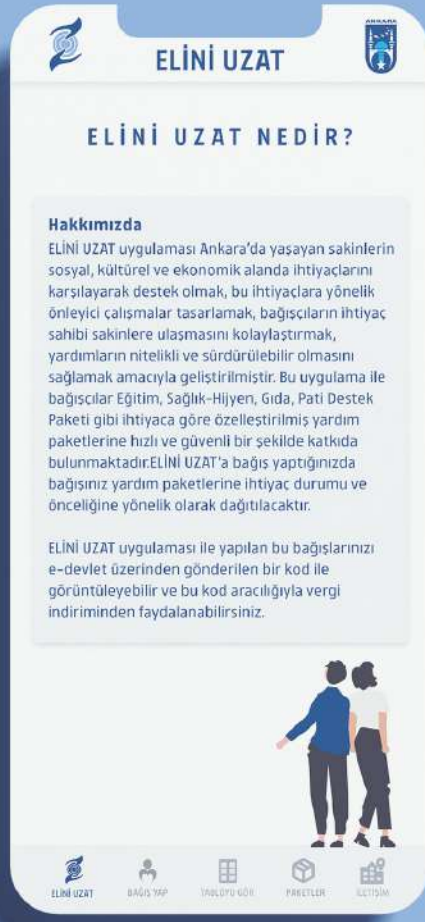 ANKARA
ELİNİ UZAT
ELİNİ UZAT NEDİR?
Hakkımızda
ELİNİ UZAT uygulaması Ankara'da yaşayan sakinlerin
sosyal, kültürel ve ekonomik alanda ihtiyaçlarını
karşılayarak destek olmak, bu ihtiyaçlara yönelik
önleyici çalışmalar tasarlamak, bağışçıların ihtiyaç
sahibi sakinlere ulaşmasını kolaylaştırmak,
yardımların nitelikli ve sürdürülebilir olmasını
sağlamak amacıyla geliştirilmiştir. Bu uygulama ile
bağışçılar Eğitim, Sağlık-Hijyen, Gıda, Pati Destek
Paketi gibi ihtiyaca göre özelleştirilmiş yardım
paketlerine hızlı ve güvenli bir şekilde katkıda
bulunmaktadır.ELİNİ UZAT'a bağış yaptığınızda
bağışınız yardım paketlerine ihtiyaç durumu ve
önceliğine yönelik olarak dağıtılacaktır.
ELİNİ UZAT uygulaması ile yapılan bu bağışlarınızı
e-devlet üzerinden gönderilen bir kod ile
görüntüleyebilir ve bu kod aracılığıyla vergi
indiriminden faydalanabilirsiniz.
ELİNİ UZAT
BAĞIŞ YAP
TABLOYU GÖR
PAKETLER
İLETİŞİM